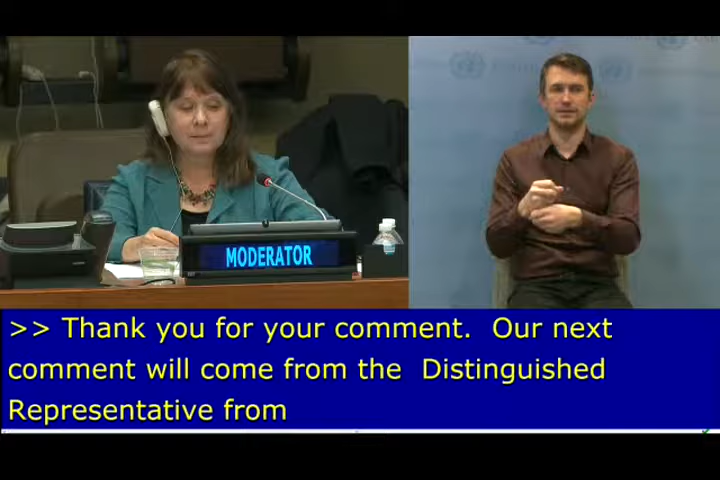 MODERATOR
>> Thank you for your comment.  Our next
comment will come from the  Distinguished
Representative from